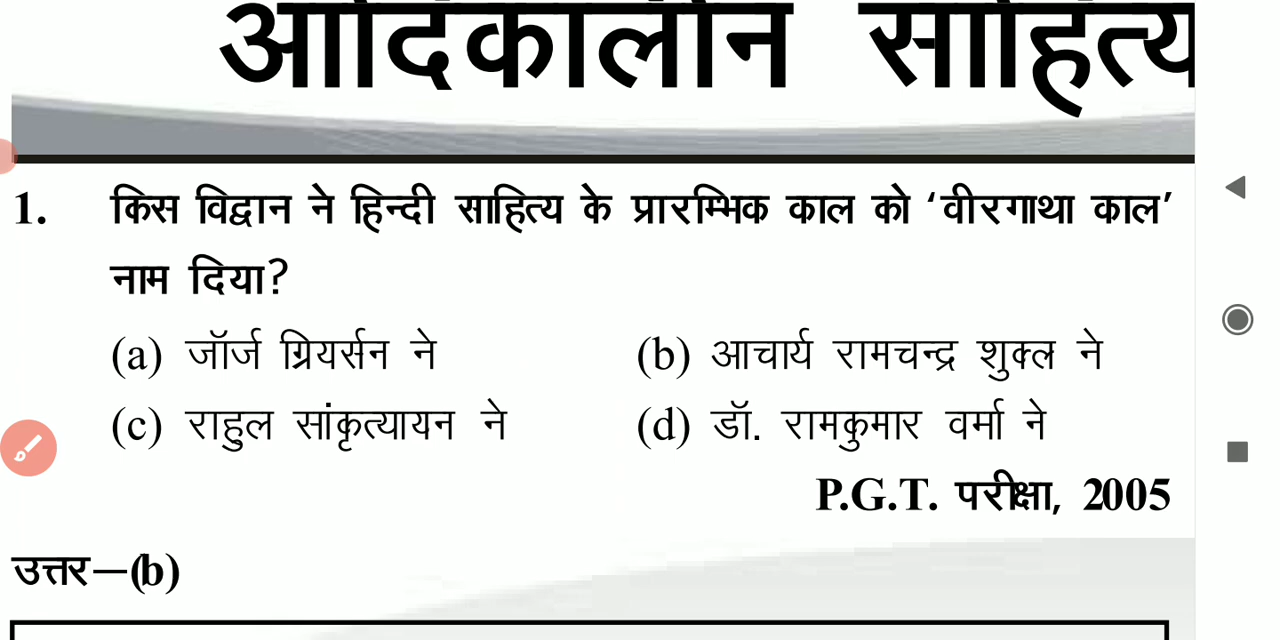 आदिकालीन साहित्य
1. किस विद्वान ने हिन्दी साहित्य के प्रारम्भिक काल को ‘वीरगाथा काल’
नाम दिया?
(a) जॉर्ज ग्रियर्सन ने (b) आचार्य रामचन्द्र शुक्ल ने
(c) राहुल सांकृत्यायन ने (d) डॉ. रामकुमार वर्मा ने
P.G.T. परीक्षा, 2005
उत्तर—(b)